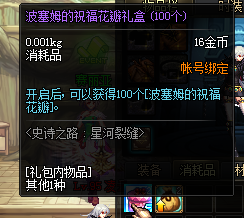 波塞姆的祝福花瓣礼盒(100个)
0.001kg
16金币
消耗品
帐号绑定
开启后,可以获得100个[波塞姆的祝福
花瓣]。
<史诗之路:星河裂缝>
[礼包内物品]
其他1种
装备
消耗品